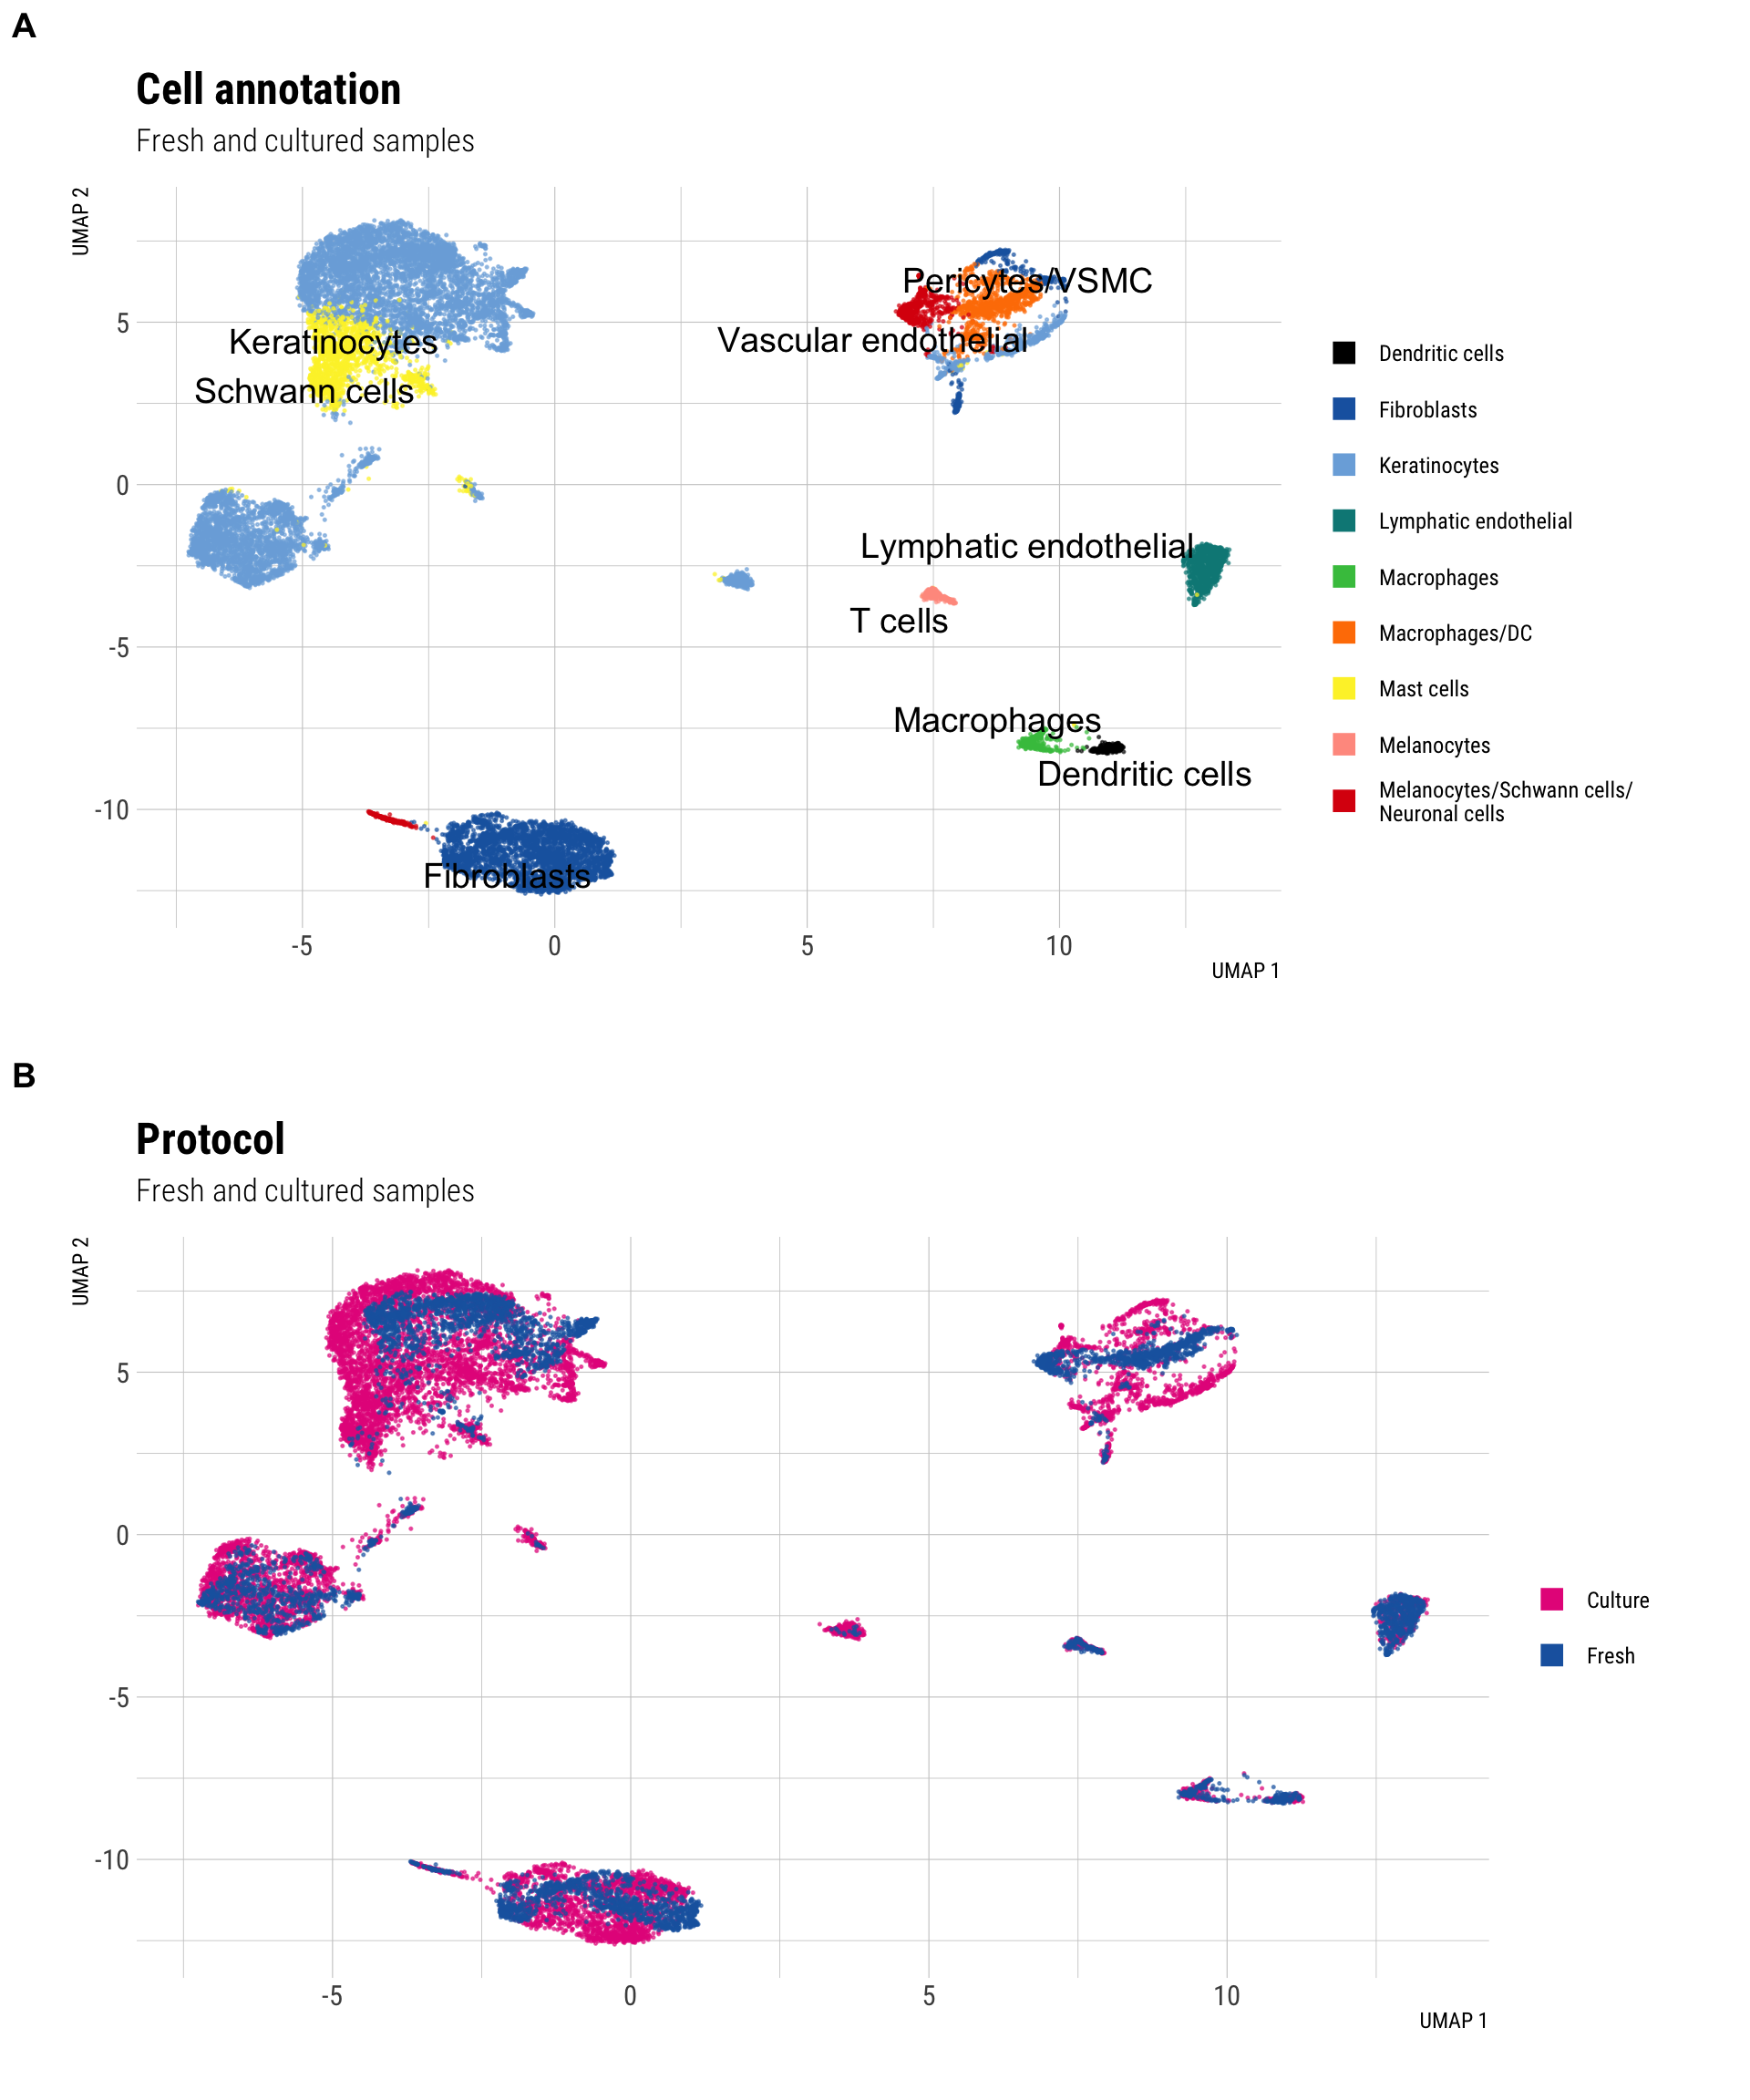 A
Cell annotation
Fresh and cultured samples
UMAP 2
5
0
-5
-10
Keratinocytes
Schwann cells
Pericytes/VSMC
Vascular endothelial
Lymphatic endothelial
T cells
Macrophages
Dendritic cells
Fibroblasts
-5
0
5
10
UMAP 1
Dendritic cells
Fibroblasts
Keratinocytes
Lymphatic endothelial
Macrophages
Macrophages/DC
Mast cells
Melanocytes
Melanocytes/Schwann cells/
Neuronal cells
B
Protocol
Fresh and cultured samples
UMAP 2
5
0
-5
-10
-5
0
5
10
UMAP 1
Culture
Fresh